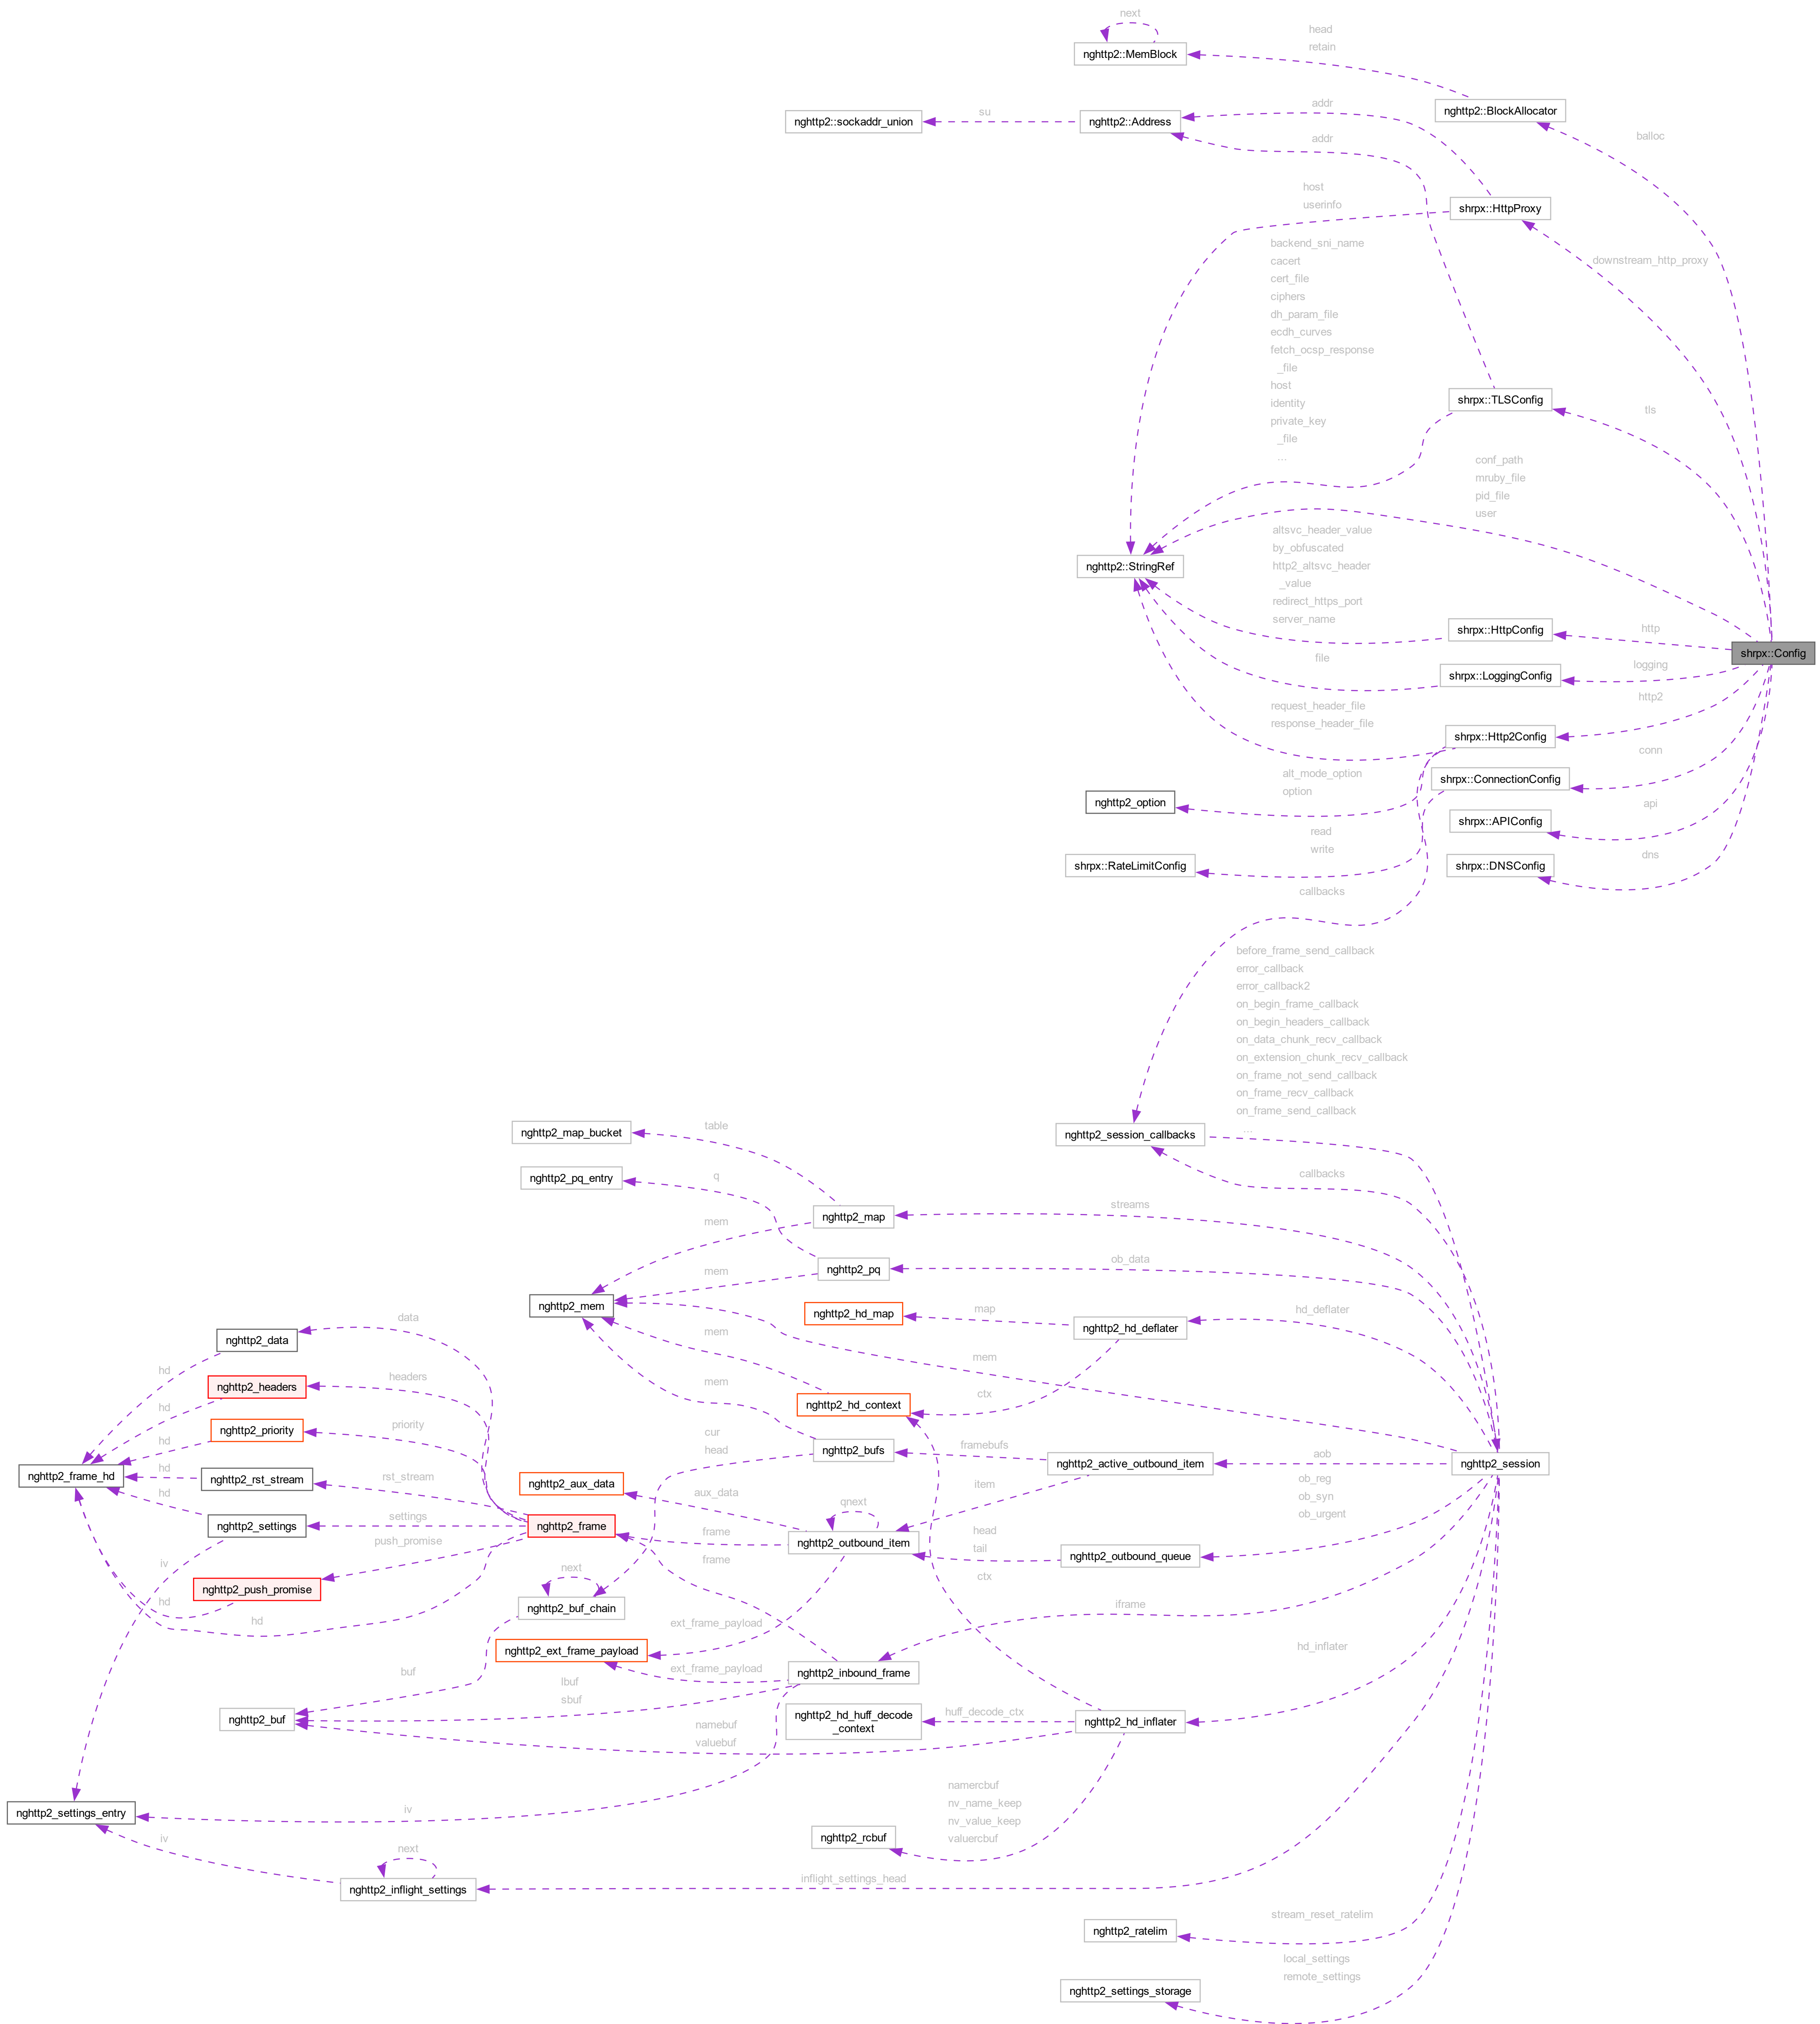 next
nghttp2::MemBlock
head
retain
nghttp2::BlockAllocator
nghttp2::sockaddr_union
su
nghttp2::Address
addr
addr
balloc
host
userinfo
shrpx::HttpProxy
backend_sni_name
cacert
cert_file
ciphers
dh_param_file
ecdh_curves
fetch_ocsp_response
_file
host
identity
private_key
_file
...
downstream_http_proxy
shrpx::TLSConfig
tls
conf_path
mruby_file
pid_file
user
nghttp2::StringRef
altsvc_header_value
by_obfuscated
http2_altsvc_header
_value
redirect_https_port
server_name
shrpx::HttpConfig
http
shrpx::Config
file
shrpx::LoggingConfig
logging
request_header_file
response_header_file
http2
shrpx::Http2Config
conn
alt_mode_option
option
shrpx::ConnectionConfig
nghttp2_option
api
shrpx::APIConfig
read
write
shrpx::RateLimitConfig
dns
shrpx::DNSConfig
callbacks
before_frame_send_callback
error_callback
error_callback2
on_begin_frame_callback
on_begin_headers_callback
on_data_chunk_recv_callback
on_extension_chunk_recv_callback
on_frame_not_send_callback
on_frame_recv_callback
on_frame_send_callback
...
nghttp2_session_callbacks
nghttp2_map_bucket
table
nghttp2_pq_entry
q
callbacks
streams
nghttp2_map
mem
ob_data
nghttp2_pq
mem
nghttp2_mem
nghttp2_hd_map
map
nghttp2_hd_deflater
hd_deflater
mem
mem
data
nghttp2_data
hd
headers
nghttp2_headers
hd
mem
nghttp2_hd_context
ctx
priority
nghttp2_priority
hd
cur
head
nghttp2_bufs
framebufs
nghttp2_active_outbound_item
aob
nghttp2_session
nghttp2_frame_hd
hd
nghttp2_rst_stream
rst_stream
hd
nghttp2_aux_data
aux_data
item
qnext
ob_reg
ob_syn
ob_urgent
nghttp2_settings
settings
nghttp2_frame
frame
nghttp2_outbound_item
head
tail
nghttp2_outbound_queue
push_promise
iv
frame
next
ctx
nghttp2_push_promise
hd
hd
nghttp2_buf_chain
iframe
ext_frame_payload
nghttp2_ext_frame_payload
hd_inflater
buf
lbuf
sbuf
ext_frame_payload
nghttp2_inbound_frame
nghttp2_buf
namebuf
valuebuf
nghttp2_hd_huff_decode
_context
huff_decode_ctx
nghttp2_hd_inflater
nghttp2_settings_entry
iv
namercbuf
nv_name_keep
nv_value_keep
valuercbuf
nghttp2_rcbuf
iv
next
nghttp2_inflight_settings
inflight_settings_head
stream_reset_ratelim
nghttp2_ratelim
local_settings
remote_settings
nghttp2_settings_storage